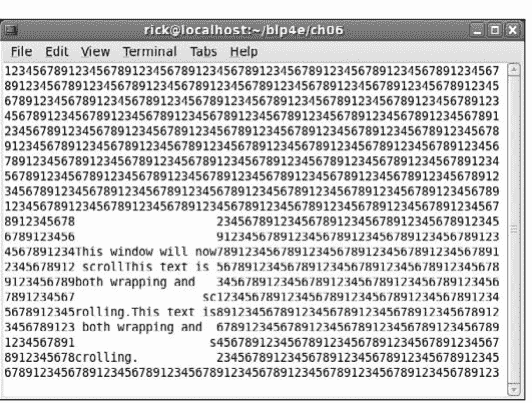 rick@localhost:~/blp4e/ch06
File Edit View Terminal Tabs Help
1234567891234567891234567891234567891234567891234567891234567891234567
8912345678912345678912345678912345678912345678912345678912345678912345
6789123456789123456789123456789123456789123456789123456789123456789123
4567891234567891234567891234567891234567891234567891234567891234567891
2345678912345678912345678912345678912345678912345678912345678912345678
9123456789123456789123456789123456789123456789123456789123456789123456
7891234567891234567891234567891234567891234567891234567891234567891234
5678912345678912345678912345678912345678912345678912345678912345678912
3456789123456789123456789123456789123456789123456789123456789123456789
1234567891234567891234567891234567891234567891234567891234567891234567
8912345678                    2345678912345678912345678912345678912345
6789123456                    9123456789123456789123456789123456789123
4567891234This window will now7891234567891234567891234567891234567891
2345678912 scrollThis text is 5678912345678912345678912345678912345678
9123456789both wrapping and   3456789123456789123456789123456789123456
7891234567                  sc1234567891234567891234567891234567891234
5678912345rolling.This text is8912345678912345678912345678912345678912
3456789123 both wrapping and  6789123456789123456789123456789123456789
1234567891                   s4567891234567891234567891234567891234567
8912345678crolling.           2345678912345678912345678912345678912345
6789123456789123456789123456789123456789123456789123456789123456789123